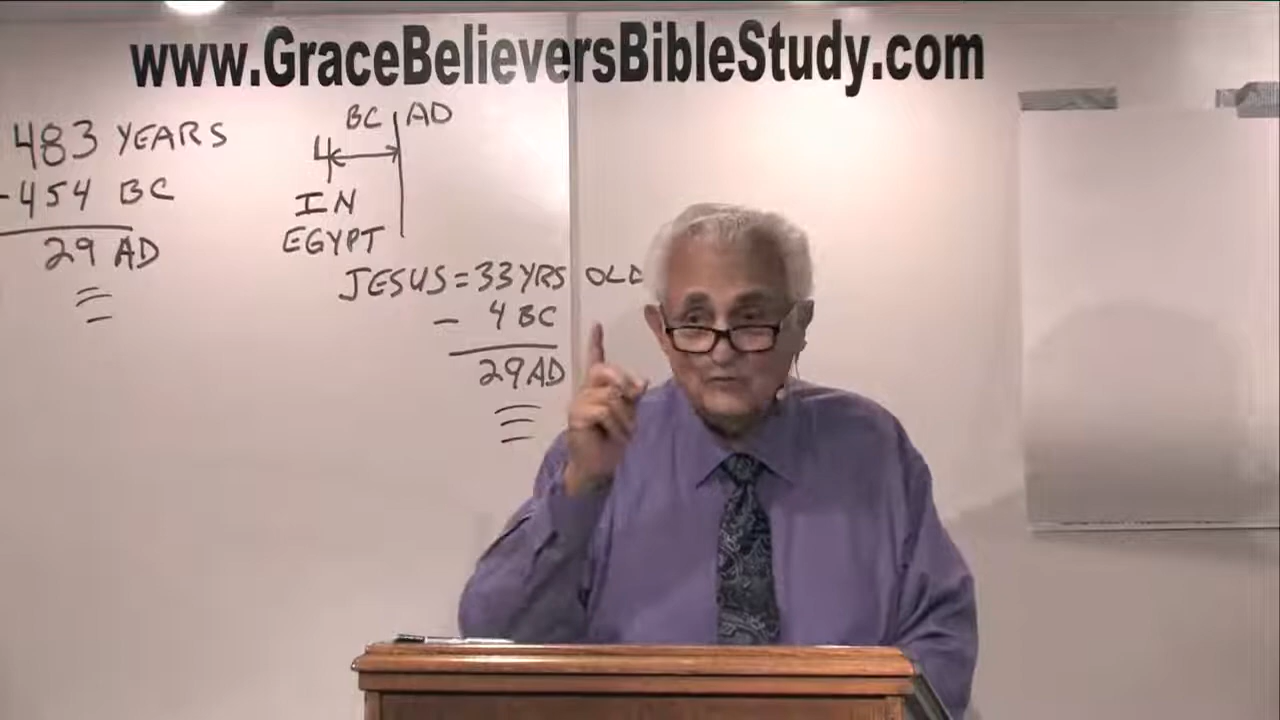 www.GraceBelieversBibleStudy.com
483 YEARS
-454 BC
29 AD
BC AD
4
IN
EGYPT
JESUS=33YRS OLD
- 4 BC
29AD